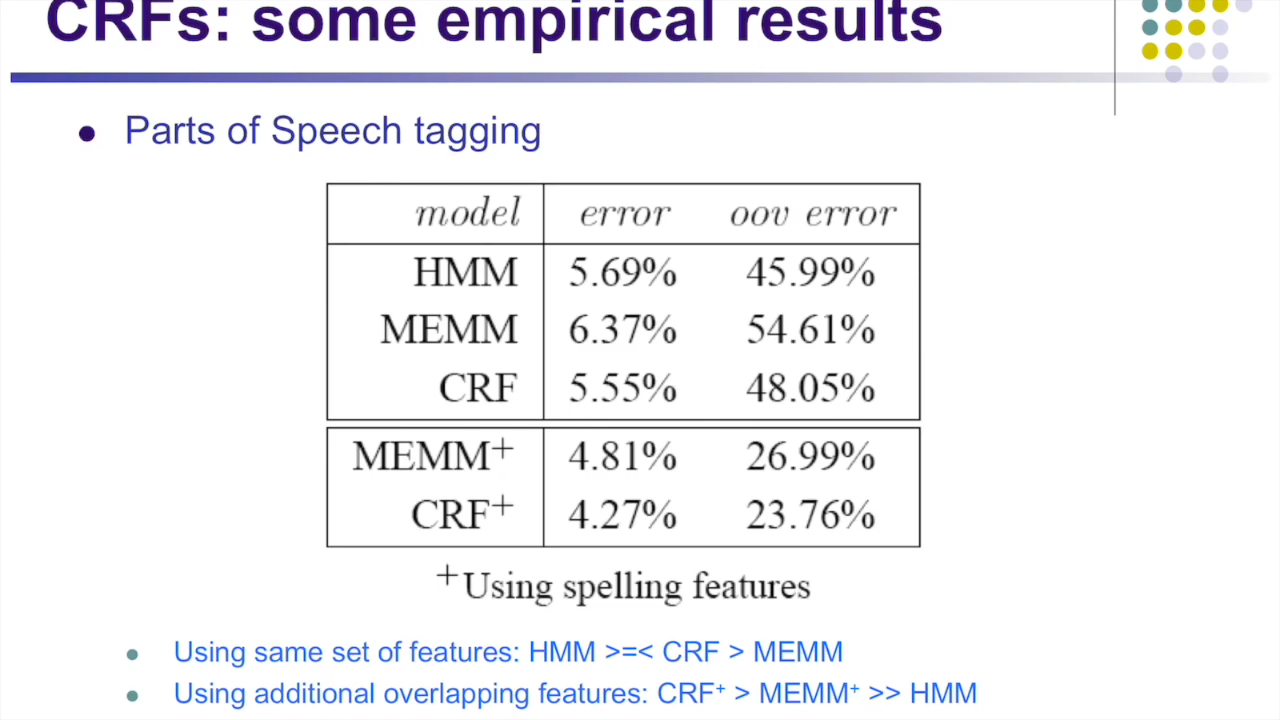 CRFs: some empirical results
Parts of Speech tagging
model error oov error
HMM 5.69% 45.99%
MEMM 6.37% 54.61%
CRF 5.55% 48.05%
MEMM+ 4.81% 26.99%
CRF+ 4.27% 23.76%
+Using spelling features
Using same set of features: HMM >=< CRF > MEMM
Using additional overlapping features: CRF+ > MEMM+ >> HMM